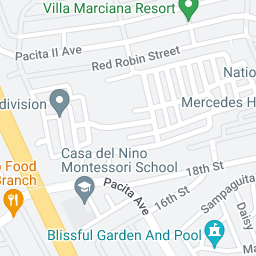 Villa Marciana Resort
Pacita II Ave
Red Robin Street
Natio
Mercedes H
division
Casa del Nino
Montessori School
18th St
Food
Branch
Pacita Ave
16th St
Sampaguita
Daisy
Blissful Garden And Pool